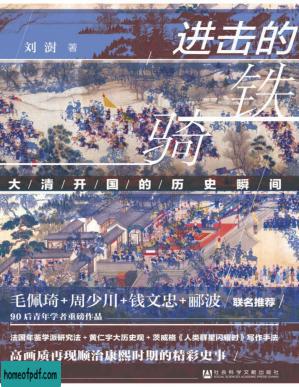 刘澍 著
进击的
铁
骑
大/清/开/国/的/历/史/瞬/间
毛佩琦+周少川+钱文忠+郦波 联名推荐/
90后青年学者重磅作品
法国年鉴学派研究法+黄仁宇大历史观+茨威格《人类群星闪耀时》写作手法
高画质再现顺治康熙时期的精彩史事
homeofpdf.com
社会科学文献出版社